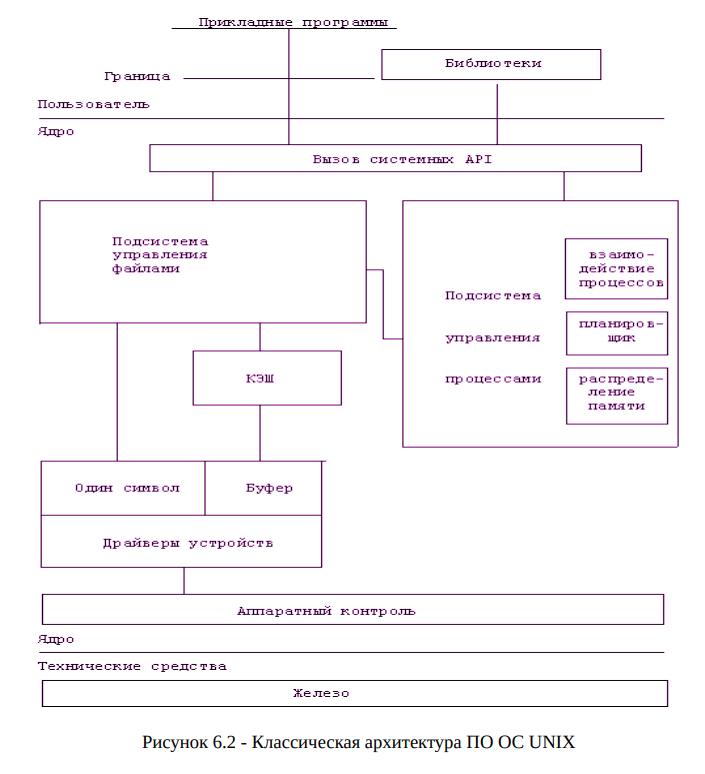 Прикладные программы
Библиотеки
Граница
Пользователь
Ядро
Вызов системных API
Подсистема
управления
файлами
взаимо-
действие
процессов
Подсистема
планиров-
щик
управления
КЭШ
процессами
распреде-
ление
памяти
Один символ
Буфер
Драйверы устройств
Аппаратный контроль
Ядро
Технические средства
Железо
Рисунок 6.2 - Классическая архитектура ПО ОС UNIX